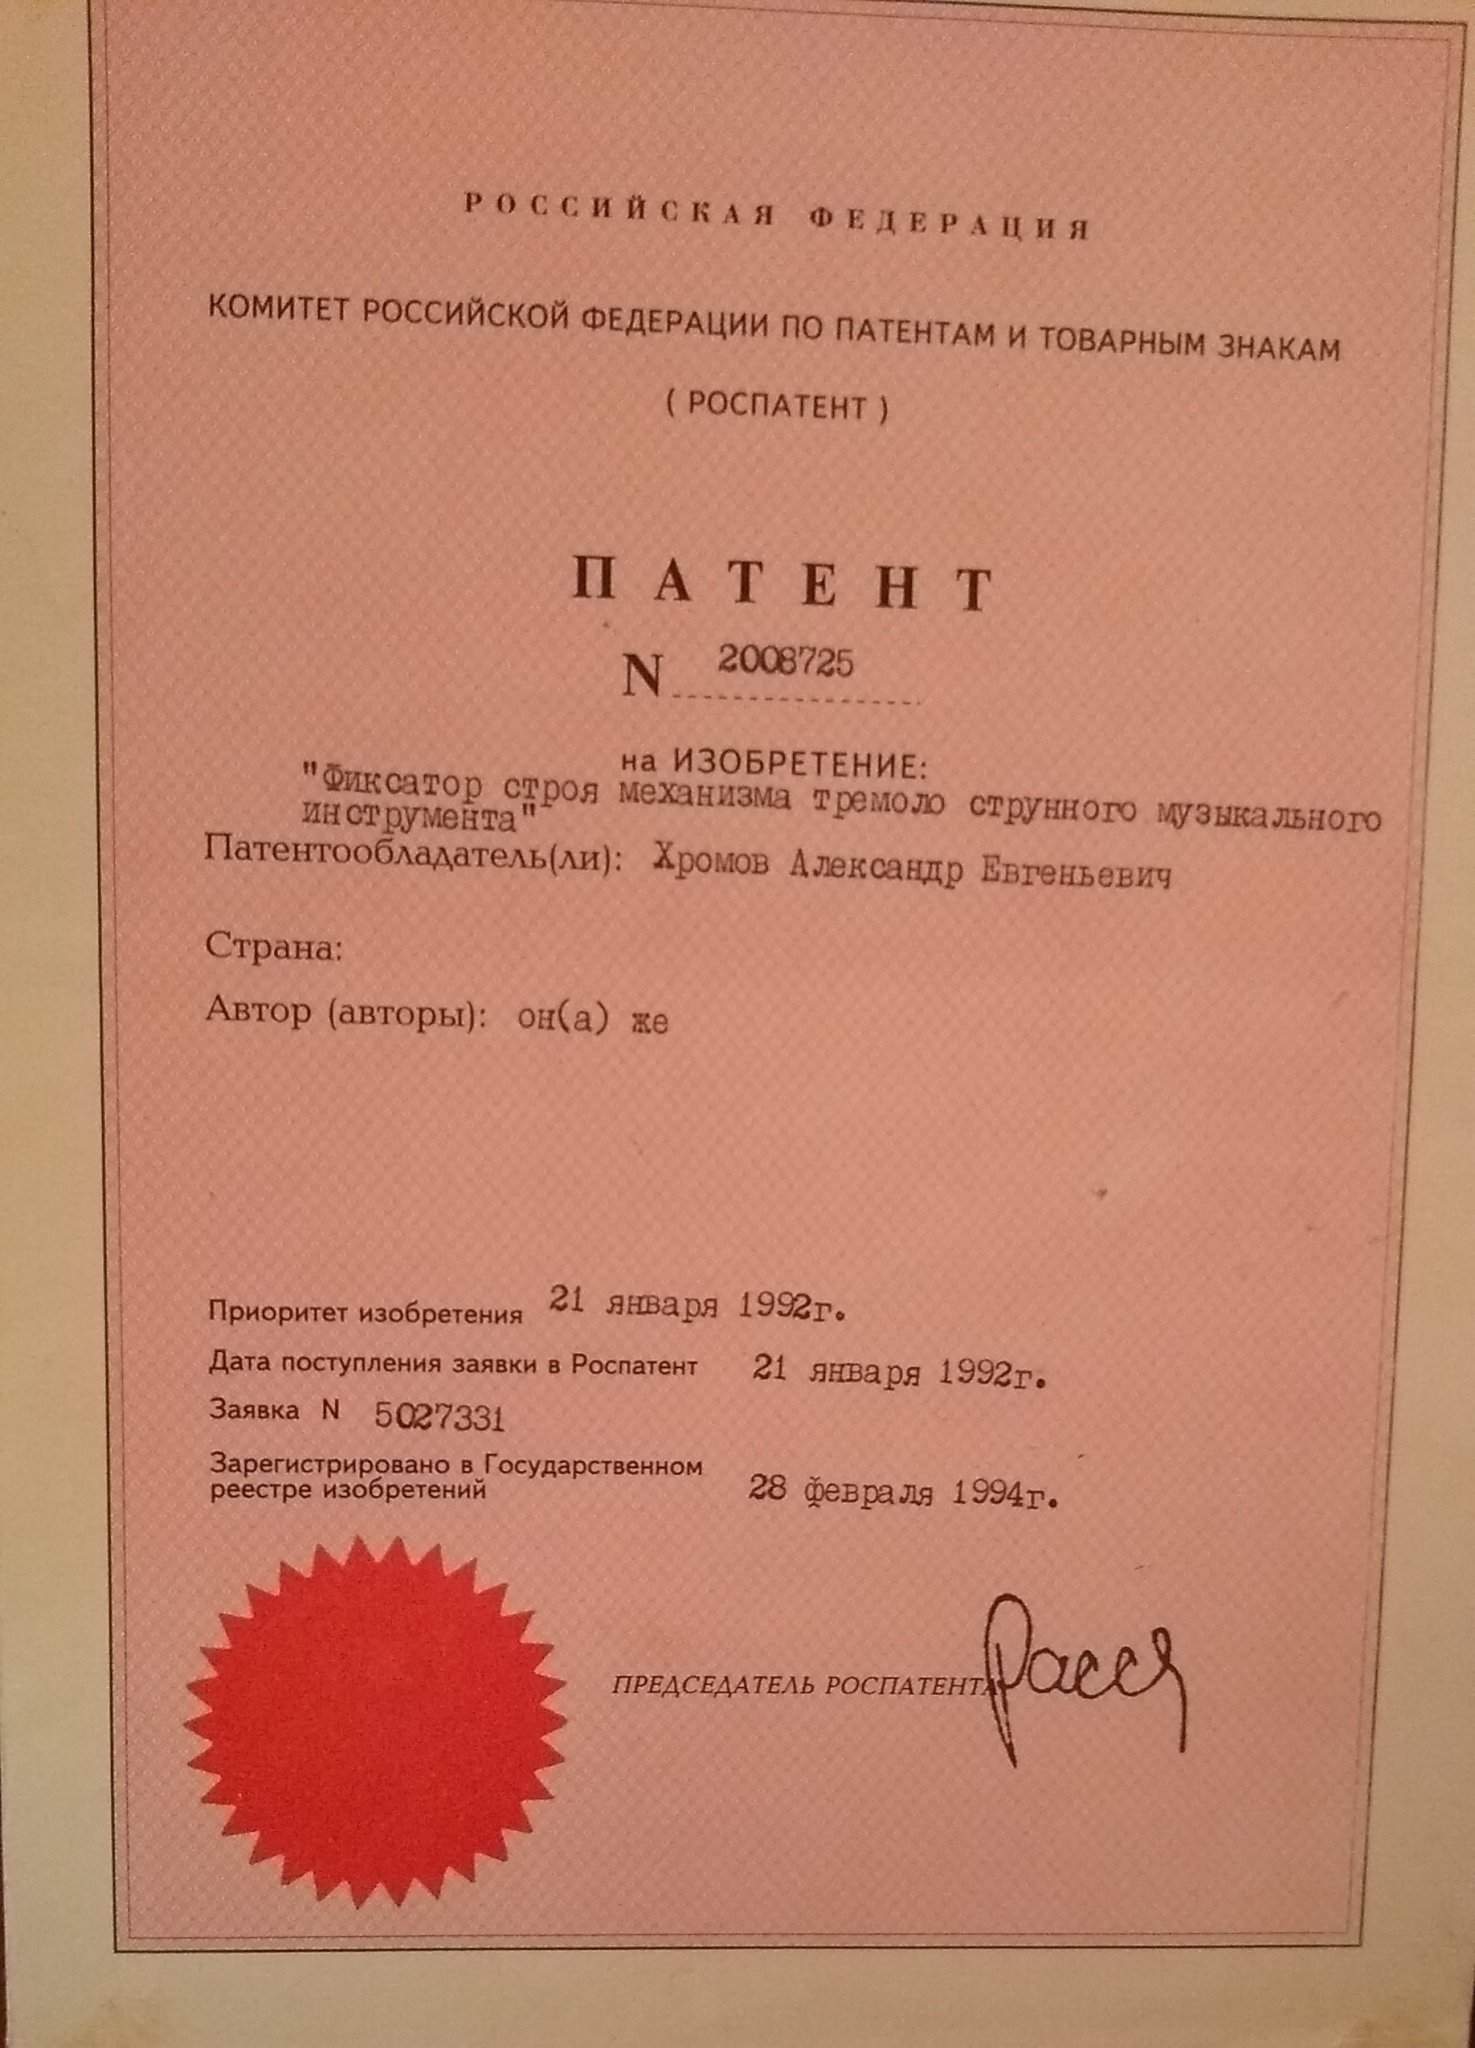 РОССИЙСКАЯ ФЕДЕРАЦИЯ
КОМИТЕТ РОССИЙСКОЙ ФЕДЕРАЦИИ ПО ПАТЕНТАМ И ТОВАРНЫМ ЗНАКАМ
( РОСПАТЕНТ )
ПАТЕНТ
N 2008725
на ИЗОБРЕТЕНИЕ:
"Фиксатор строя механизма тремоло струнного музыкального
инструмента"
Патентообладатель(ли): Хромов Александр Евгеньевич
Страна:
Автор (авторы): он(а) же
Приоритет изобретения 21 января 1992г.
Дата поступления заявки в Роспатент 21 января 1992г.
Заявка N 5027331
Зарегистрировано в Государственном
реестре изобретений 28 февраля 1994г.
ПРЕДСЕДАТЕЛЬ РОСПАТЕНТА